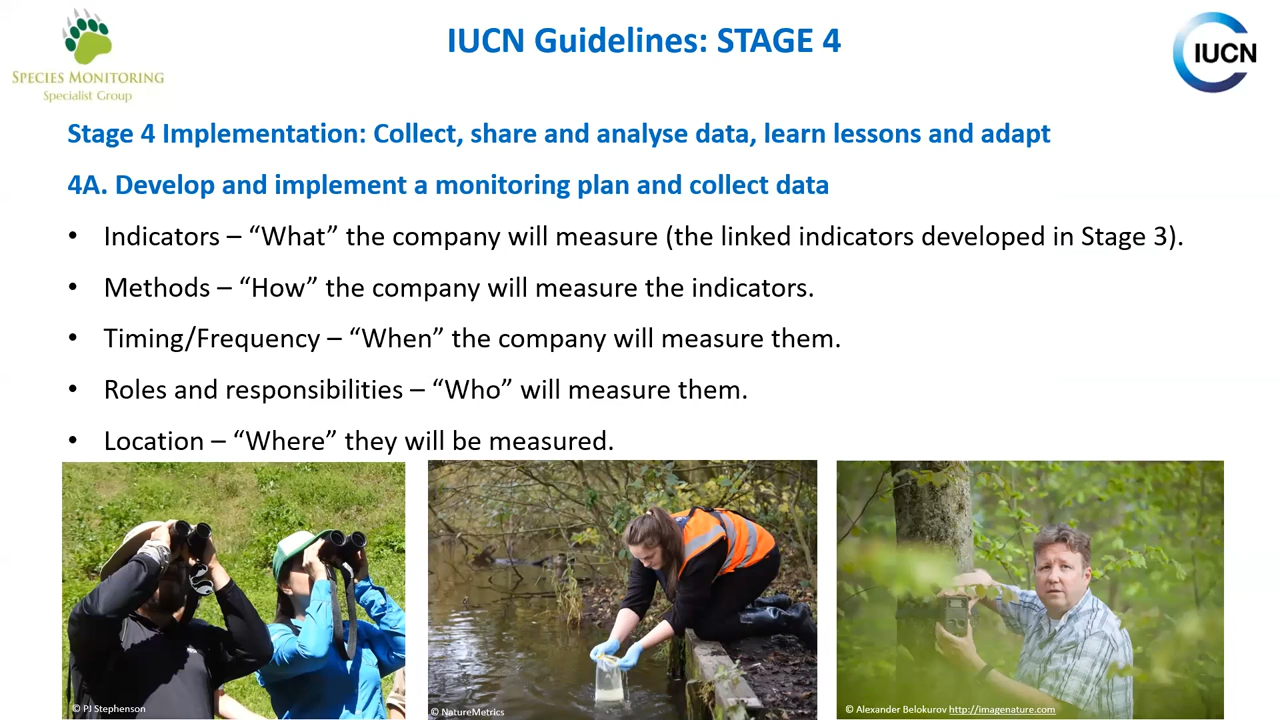 SPECIES MONITORING
Specialist Group
IUCN Guidelines: STAGE 4
IUCN
Stage 4 Implementation: Collect, share and analyse data, learn lessons and adapt
4A. Develop and implement a monitoring plan and collect data
• Indicators – “What” the company will measure (the linked indicators developed in Stage 3).
• Methods – “How” the company will measure the indicators.
• Timing/Frequency – “When” the company will measure them.
• Roles and responsibilities – “Who” will measure them.
• Location – “Where” they will be measured.
© PJ Stephenson
© NatureMetrics
© Alexander Belokurov http://imagenature.com